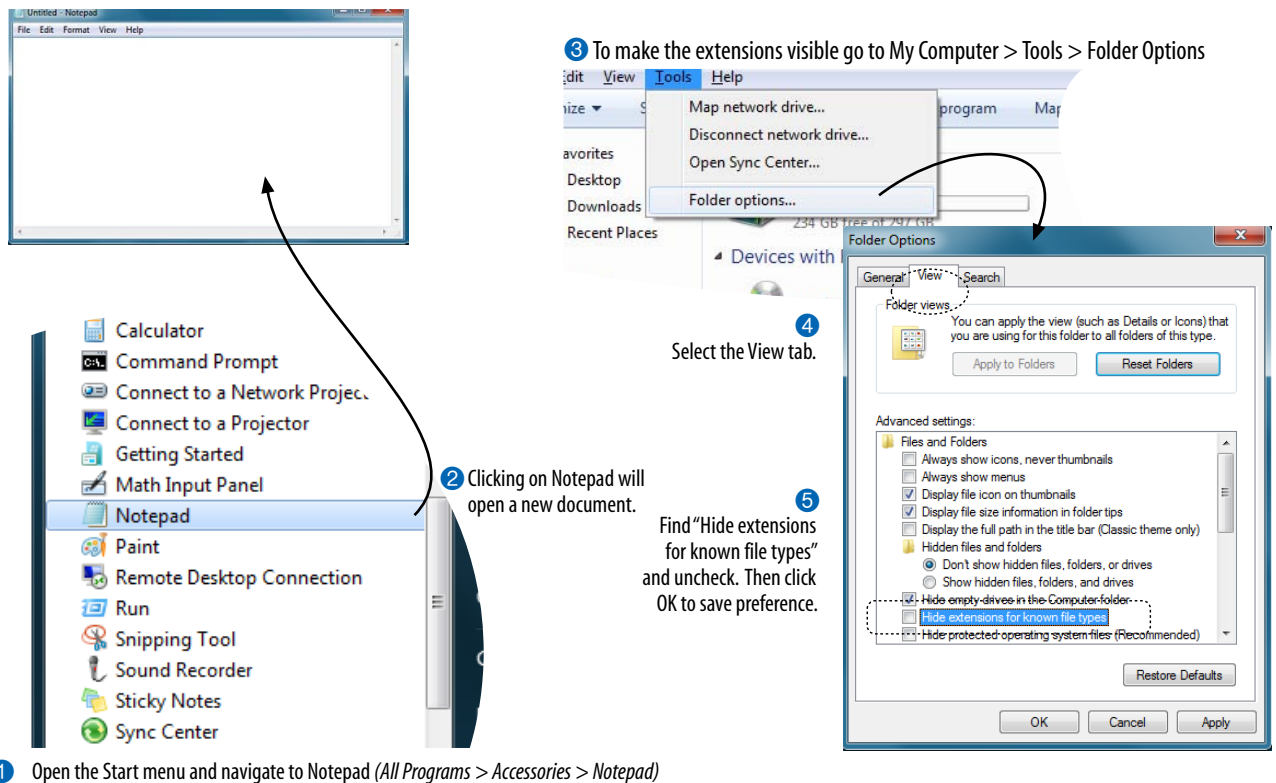 Untitled - Notepad
File Edit Format View Help
❸ To make the extensions visible go to My Computer > Tools > Folder Options
Edit View Tools Help
Map network drive...
program
Disconnect network drive...
Open Sync Center...
Folder options...
Desktop
Downloads
Recent Places
234 GB free of 297 GB
Devices with
Folder Options
General View Search
Folder views
You can apply the view (such as Details or Icons) that
you are using for this folder to all folders of this type.
Apply to Folders Reset Folders
❹
Select the View tab.
Advanced settings:
Files and Folders
Always show icons, never thumbnails
Always show menus
Display file icon on thumbnails
Display file size information in folder tips
Display the full path in the title bar (Classic theme only)
Hidden files and folders
Don't show hidden files, folders, or drives
Show hidden files, folders, and drives
Hide empty drives in the Computer folder
Hide extensions for known file types
Hide protected operating system files (Recommended)
Restore Defaults
OK Cancel Apply
❺
Find "Hide extensions
for known file types"
and uncheck. Then click
OK to save preference.
Calculator
Command Prompt
Connect to a Network Projec
Connect to a Projector
Getting Started
Math Input Panel
Notepad
Paint
Remote Desktop Connection
Run
Snipping Tool
Sound Recorder
Sticky Notes
Sync Center
❷ Clicking on Notepad will
open a new document.
❶ Open the Start menu and navigate to Notepad (All Programs > Accessories > Notepad)